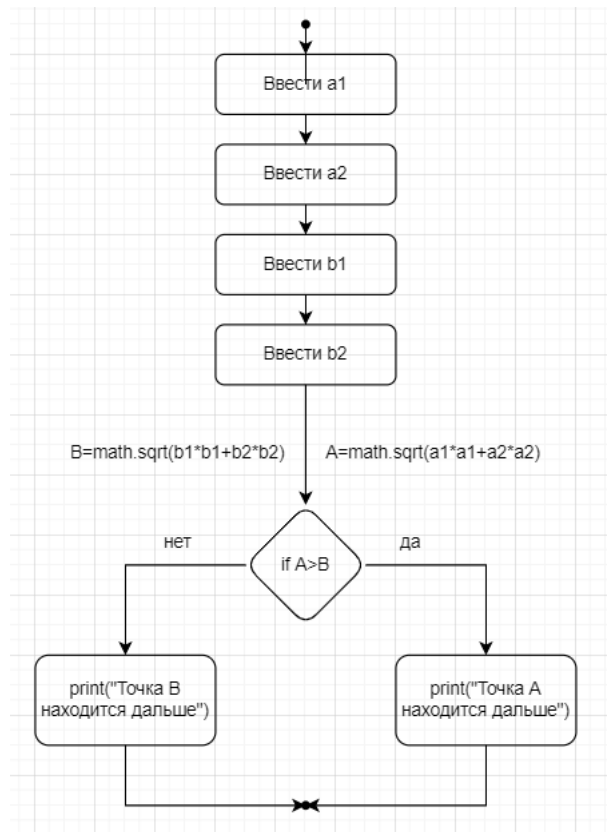 Ввести a1
Ввести a2
Ввести b1
Ввести b2
B=math.sqrt(b1*b1+b2*b2)
A=math.sqrt(a1*a1+a2*a2)
нет
да
if A>B
print("Точка В
находится дальше")
print("Точка А
находится дальше")